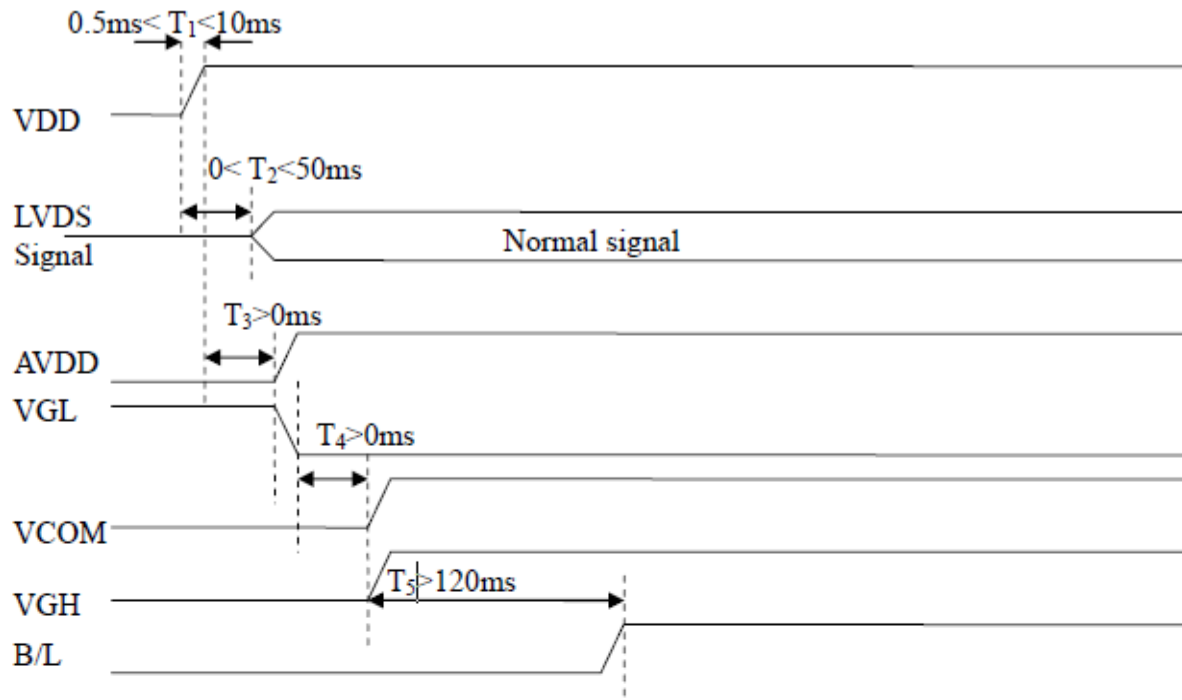 0.5ms< T₁<10ms
VDD
0< T₂<50ms
LVDS
Signal
Normal signal
T₃>0ms
AVDD
VGL
T₄>0ms
VCOM
T₅>120ms
VGH
B/L